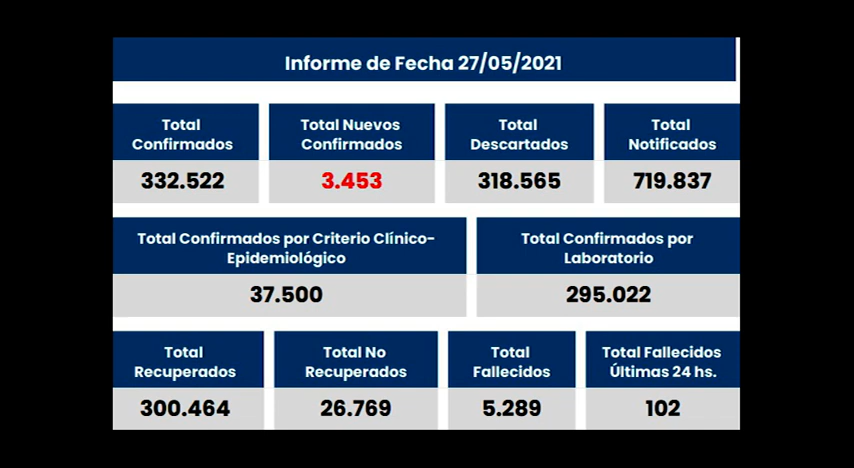 Informe de Fecha 27/05/2021
Total
Confirmados
332.522
Total Nuevos
Confirmados
3.453
Total
Descartados
318.565
Total
Notificados
719.837
Total Confirmados por Criterio Clínico-
Epidemiológico
37.500
Total Confirmados por
Laboratorio
295.022
Total
Recuperados
300.464
Total No
Recuperados
26.769
Total
Fallecidos
5.289
Total Fallecidos
Últimas 24 hs.
102